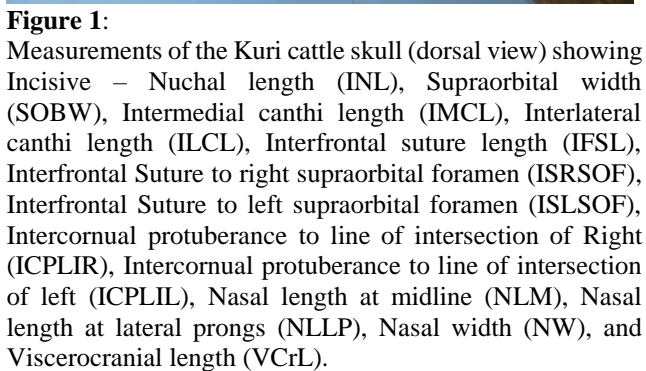 Figure 1:
Measurements of the Kuri cattle skull (dorsal view) showing
Incisive – Nuchal length (INL), Supraorbital width
(SOBW), Intermedial canthi length (IMCL), Interlateral
canthi length (ILCL), Interfrontal suture length (IFSL),
Interfrontal Suture to right supraorbital foramen (ISRSOF),
Interfrontal Suture to left supraorbital foramen (ISLSOF),
Intercornual protuberance to line of intersection of Right
(ICPLIR), Intercornual protuberance to line of intersection
of left (ICPLIL), Nasal length at midline (NLM), Nasal
length at lateral prongs (NLLP), Nasal width (NW), and
Viscerocranial length (VCrL).